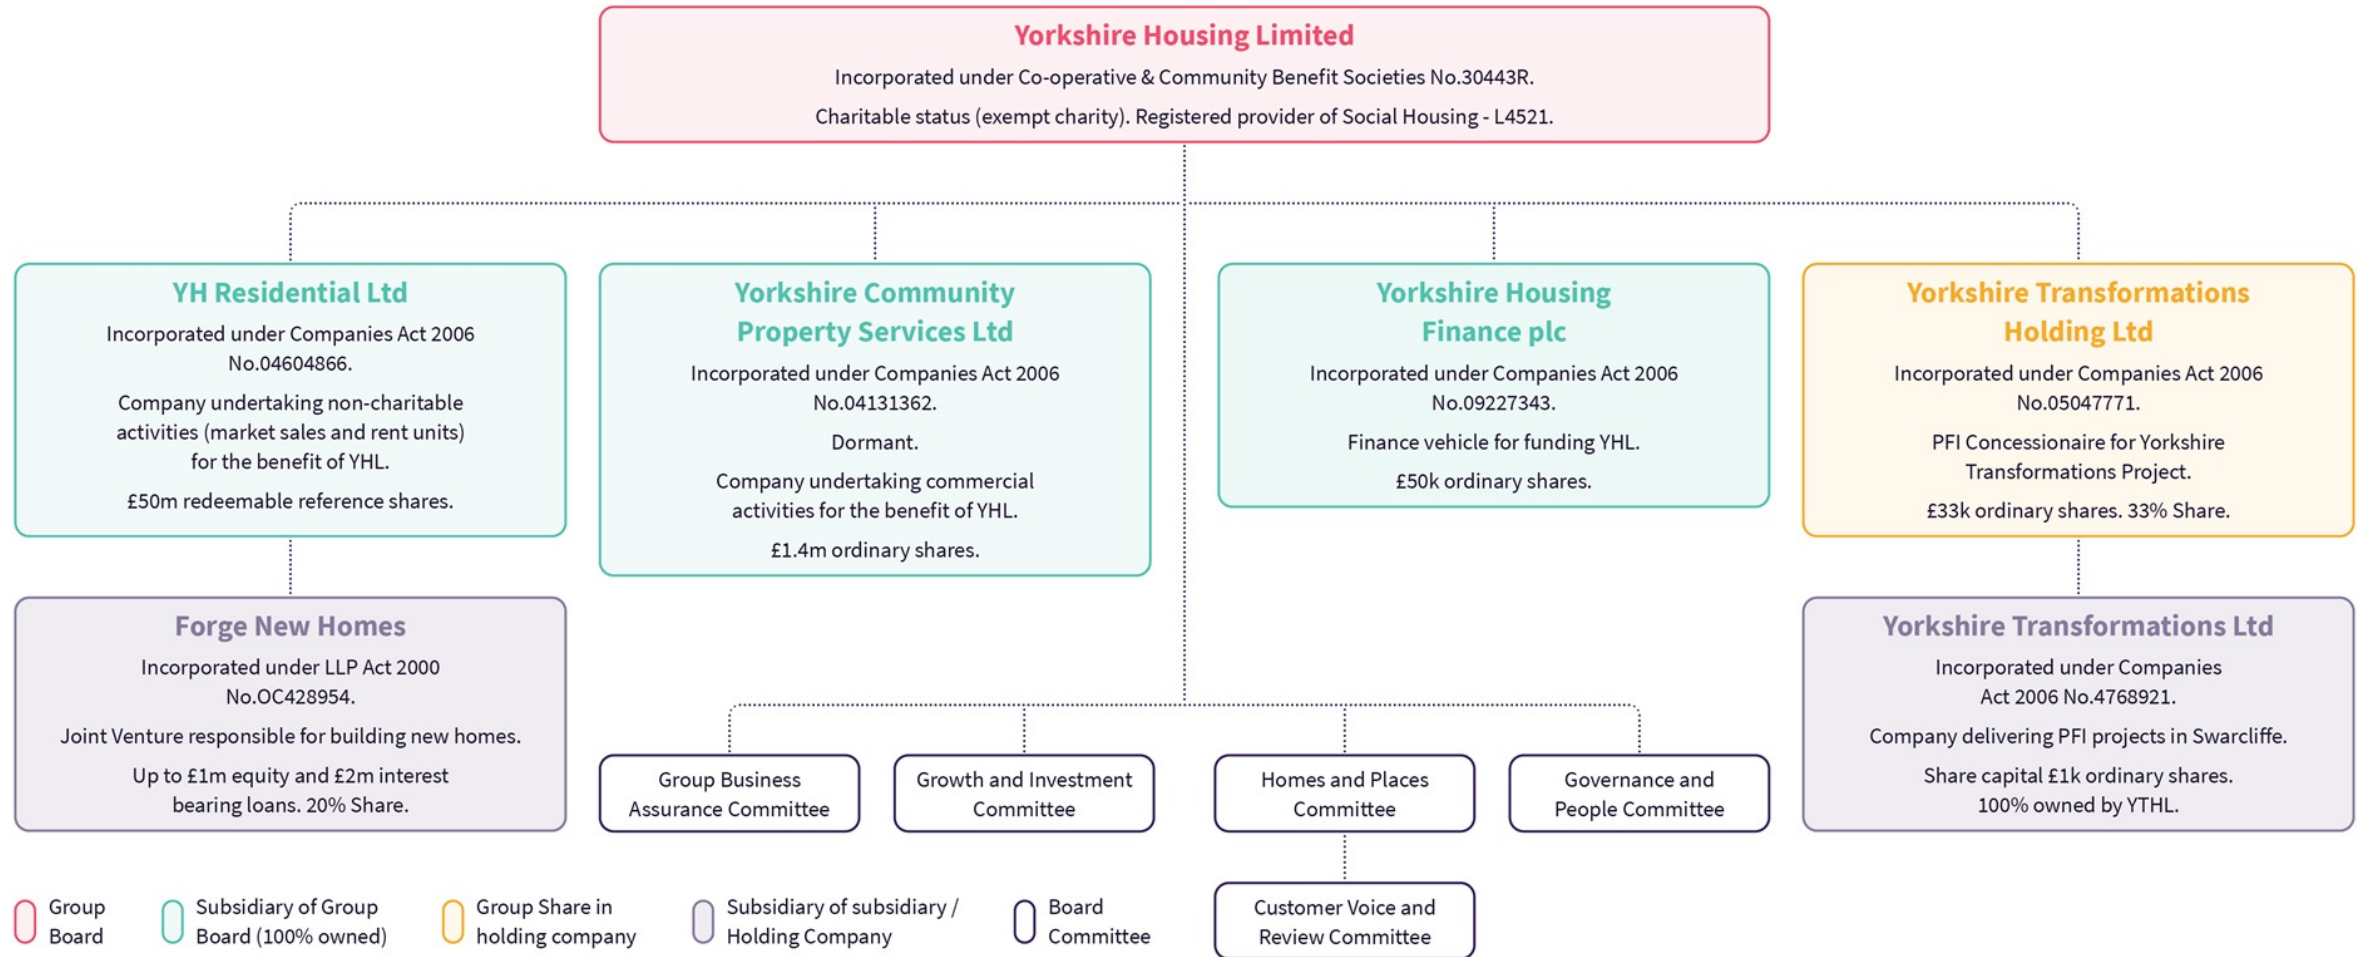 Yorkshire Housing Limited
Incorporated under Co-operative & Community Benefit Societies No.30443R.
Charitable status (exempt charity). Registered provider of Social Housing - L4521.
YH Residential Ltd
Incorporated under Companies Act 2006
No.04604866.
Company undertaking non-charitable
activities (market sales and rent units)
for the benefit of YHL.
£50m redeemable reference shares.
Yorkshire Community
Property Services Ltd
Incorporated under Companies Act 2006
No.04131362.
Dormant.
Company undertaking commercial
activities for the benefit of YHL.
£1.4m ordinary shares.
Yorkshire Housing
Finance plc
Incorporated under Companies Act 2006
No.09227343.
Finance vehicle for funding YHL.
£50k ordinary shares.
Yorkshire Transformations
Holding Ltd
Incorporated under Companies Act 2006
No.05047771.
PFI Concessionaire for Yorkshire
Transformations Project.
£33k ordinary shares. 33% Share.
Forge New Homes
Incorporated under LLP Act 2000
No.OC428954.
Joint Venture responsible for building new homes.
Up to £1m equity and £2m interest
bearing loans. 20% Share.
Yorkshire Transformations Ltd
Incorporated under Companies
Act 2006 No.4768921.
Company delivering PFI projects in Swarcliffe.
Share capital £1k ordinary shares.
100% owned by YTHL.
Group Business
Assurance Committee
Growth and Investment
Committee
Homes and Places
Committee
Governance and
People Committee
Customer Voice and
Review Committee
Group
Board
Subsidiary of Group
Board (100% owned)
Group Share in
holding company
Subsidiary of subsidiary /
Holding Company
Board
Committee